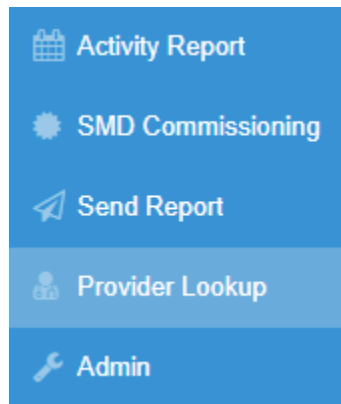 Activity Report
SMD Commissioning
Send Report
Provider Lookup
Admin